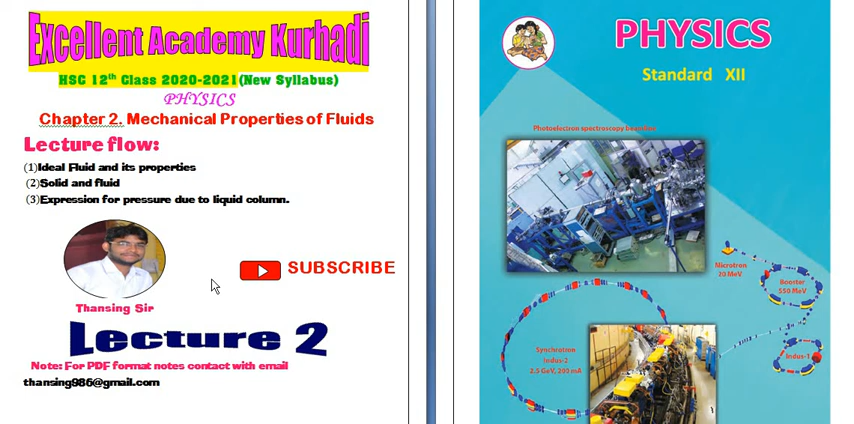 Excellent Academy Kurhadi
HSC 12th Class 2020-2021(New Syllabus)
PHYSICS
Chapter 2. Mechanical Properties of Fluids
Lecture flow:
(1)Ideal Fluid and its properties
(2)Solid and fluid
(3)Expression for pressure due to liquid column.
SUBSCRIBE
Thansing Sir
Lecture 2
Note: For PDF format notes contact with email
thansing986@gmail.com
PHYSICS
Standard XII
Photoelectron spectroscopy
Microtron
20 MeV
Booster
550 MeV
Indus-1
Synchrotron
Indus-2
2.5 GeV, 200 mA